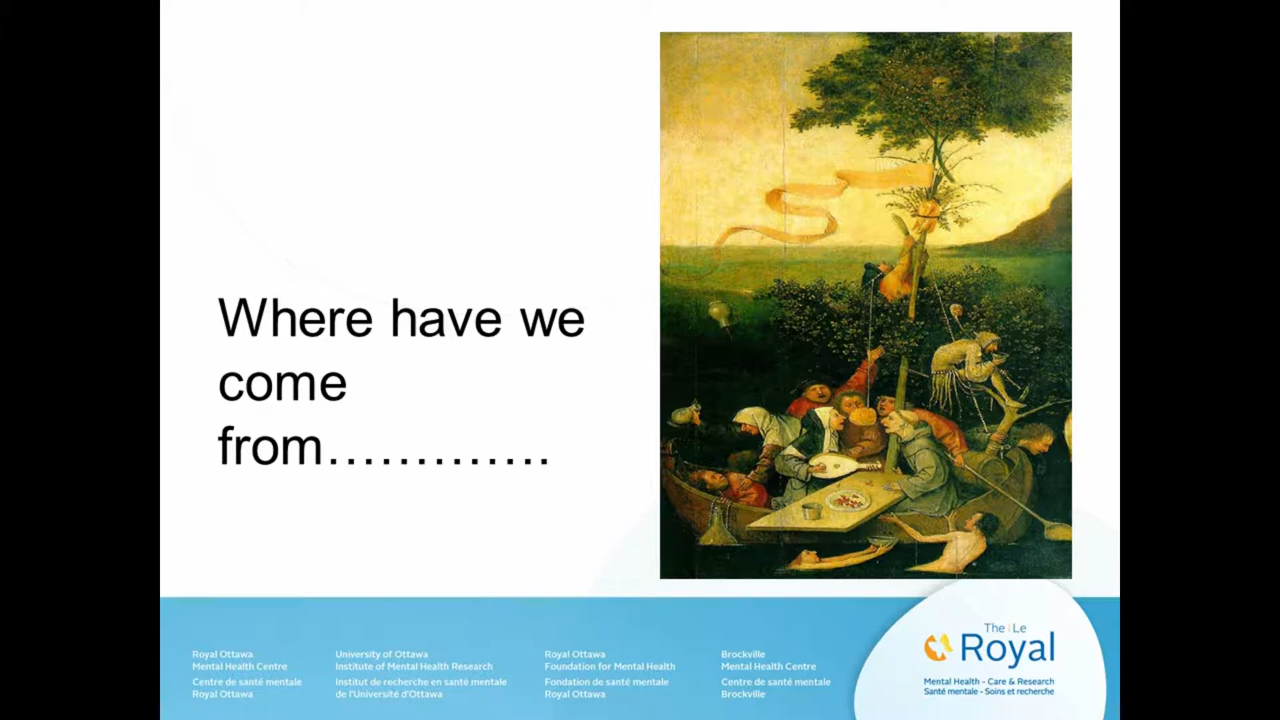 Where have we
come
from.............
Royal Ottawa
Mental Health Centre
Centre de santé mentale
Royal Ottawa
University of Ottawa
Institute of Mental Health Research
Institut de recherche en santé mentale
de l'Université d'Ottawa
Royal Ottawa
Foundation for Mental Health
Fondation de santé mentale
Royal Ottawa
Brockville
Mental Health Centre
Centre de santé mentale
Brockville
The / Le
Royal
Mental Health - Care & Research
Santé mentale - Soins et recherche